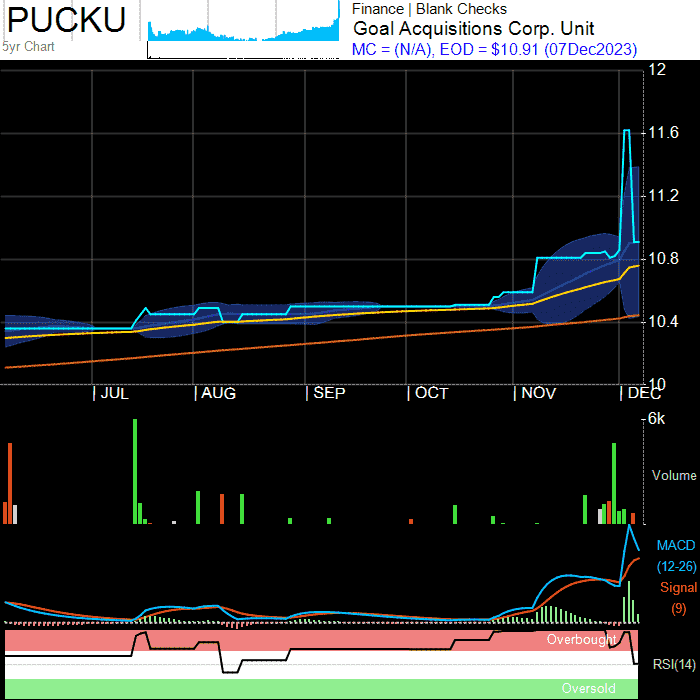 PUCKU
5yr Chart
Finance | Blank Checks
Goal Acquisitions Corp. Unit
MC = (N/A), EOD = $10.91 (07Dec2023)
12
11.6
11.2
10.8
10.4
10
JUL
AUG
SEP
OCT
NOV
DEC
6k
Volume
MACD
(12-26)
Signal
(9)
Overbought
RSI(14)
Oversold